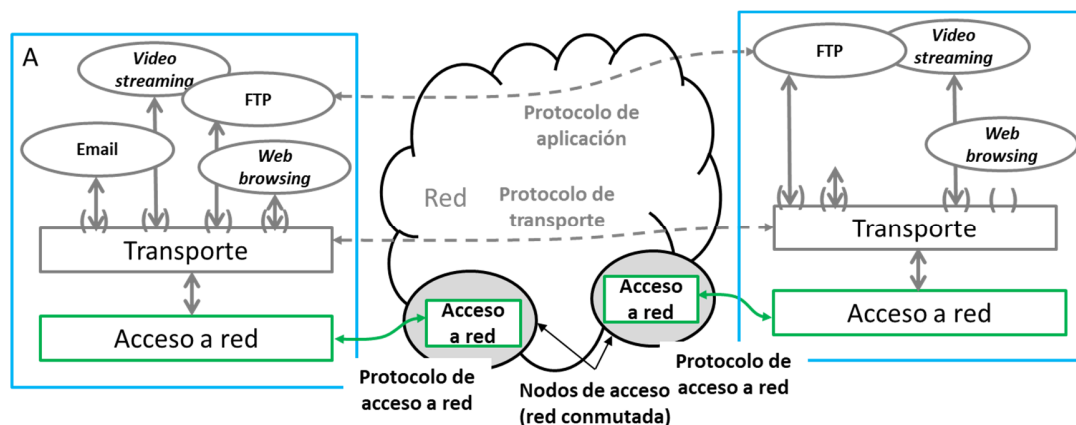 A
Video
streaming
FTP
Email
Web
browsing
Transporte
Acceso a red
Protocolo de
acceso a red
Red
Protocolo de
aplicación
Protocolo de
transporte
Acceso
a red
Acceso
a red
Nodos de acceso
(red conmutada)
Protocolo de
acceso a red
FTP
Video
streaming
Web
browsing
Transporte
Acceso a red